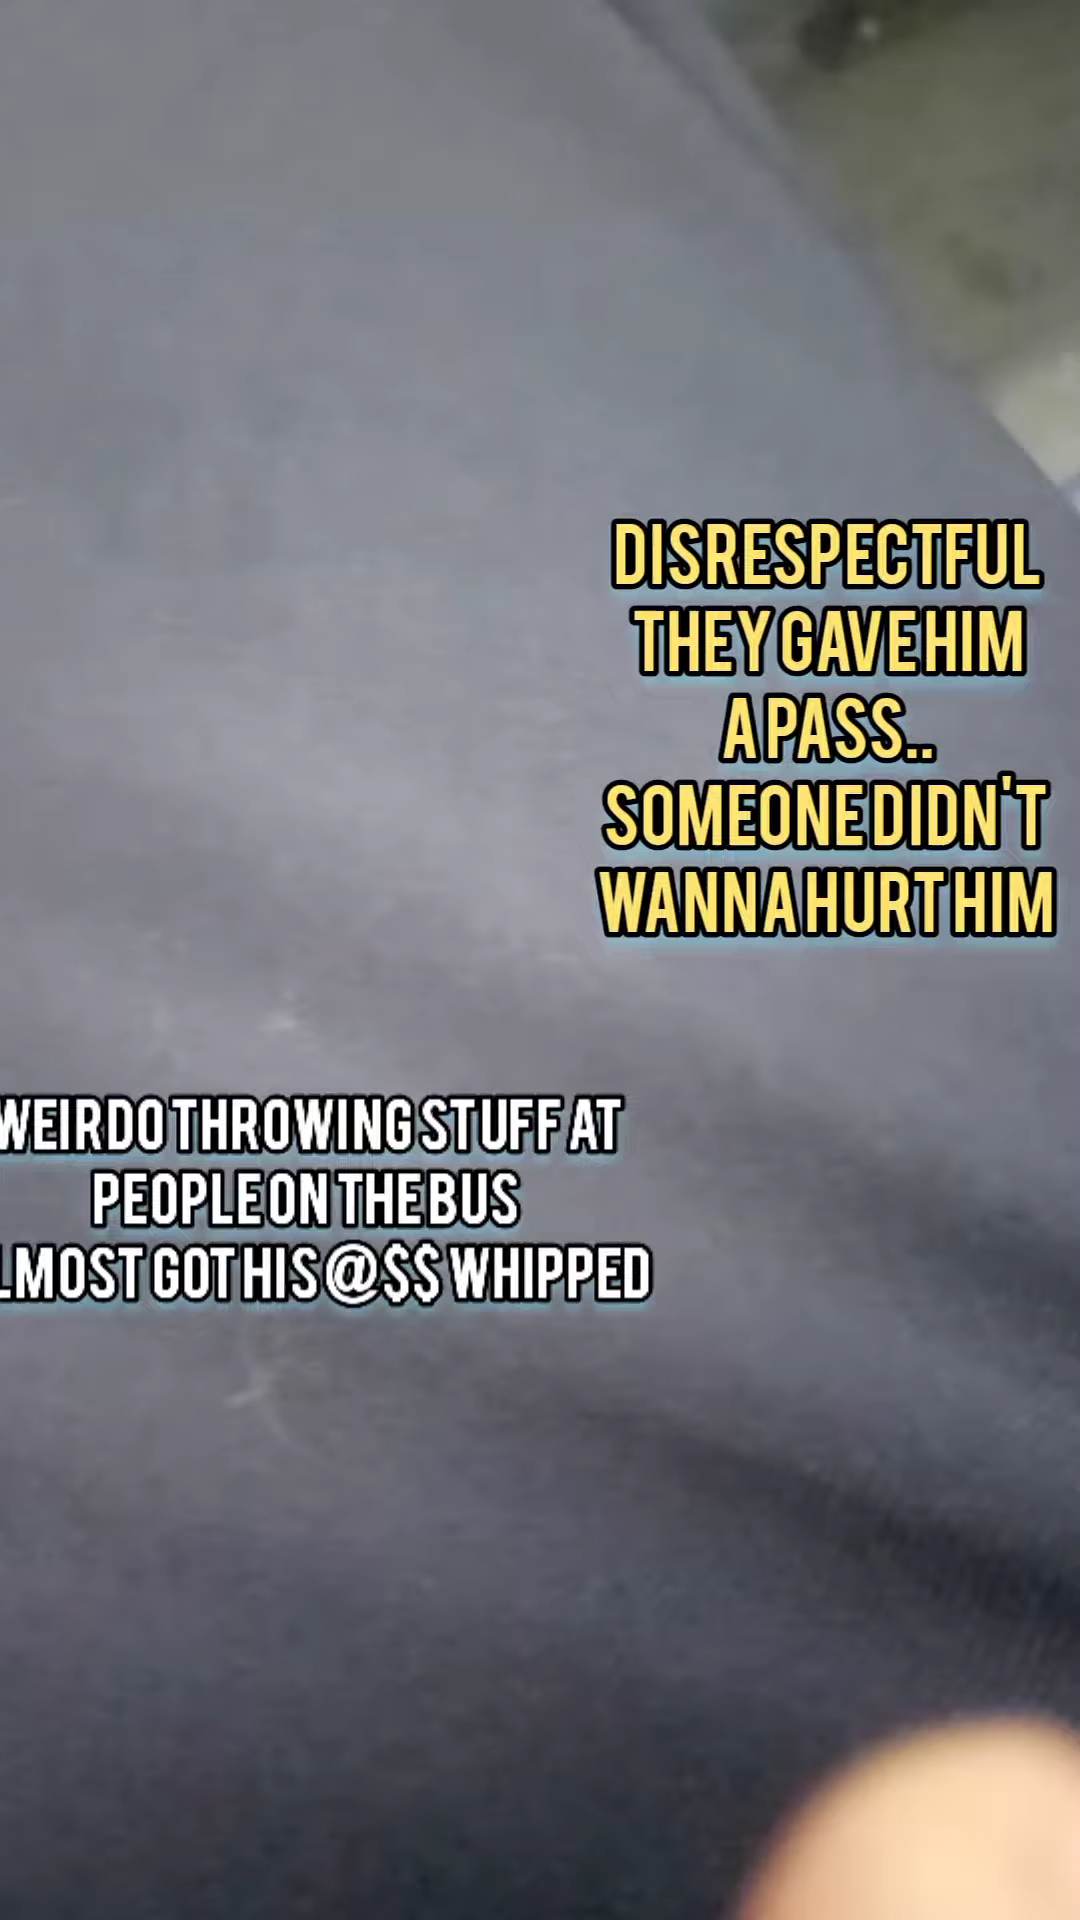 DISRESPECTFUL
THEY GAVE HIM
A PASS..
SOMEONE DIDN'T
WANNA HURT HIM
WEIRDO THROWING STUFF AT
PEOPLE ON THE BUS
LMOST GOT HIS @$$ WHIPPED